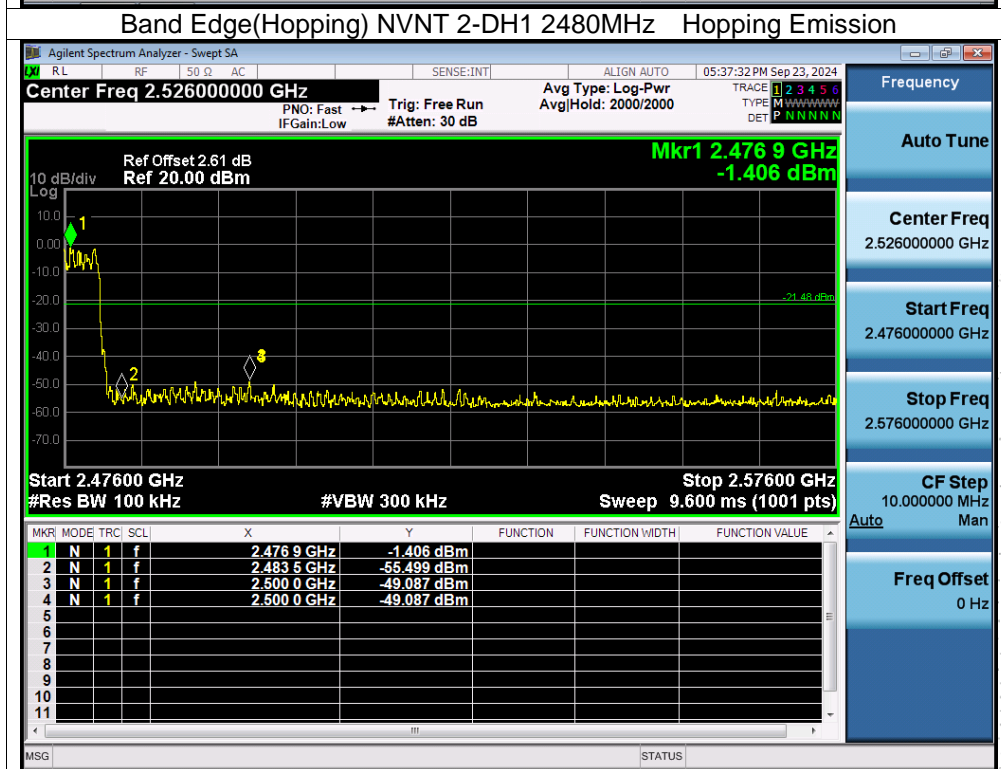 Band Edge(Hopping) NVNT 2-DH1 2480MHz Hopping Emission
Agilent Spectrum Analyzer - Swept SA
LXI RL RF 50 Ω AC SENSE:INT ALIGN AUTO 05:37:32 PM Sep 23, 2024
Center Freq 2.526000000 GHz
PNO: Fast
IFGain:Low
Trig: Free Run
#Atten: 30 dB
Avg Type: Log-Pwr
Avg|Hold: 2000/2000
TRACE 1 2 3 4 5 6
TYPE M WWWWW
DET P N N N N N
Ref Offset 2.61 dB
10 dB/div Ref 20.00 dBm
Log
Mkr1 2.476 9 GHz
-1.406 dBm
10.0
0.00
-10.0
-20.0
-30.0
-40.0
-50.0
-60.0
-70.0
1
2
3
-21.48 dBm
Start 2.47600 GHz Stop 2.57600 GHz
#Res BW 100 kHz #VBW 300 kHz Sweep 9.600 ms (1001 pts)
MKR MODE TRC SCL X Y FUNCTION FUNCTION WIDTH FUNCTION VALUE
1 N 1 f 2.476 9 GHz -1.406 dBm
2 N 1 f 2.483 5 GHz -55.499 dBm
3 N 1 f 2.500 0 GHz -49.087 dBm
4 N 1 f 2.500 0 GHz -49.087 dBm
5
6
7
8
9
10
11
MSG STATUS
Frequency
Auto Tune
Center Freq
2.526000000 GHz
Start Freq
2.476000000 GHz
Stop Freq
2.576000000 GHz
CF Step
10.000000 MHz
Auto Man
Freq Offset
0 Hz